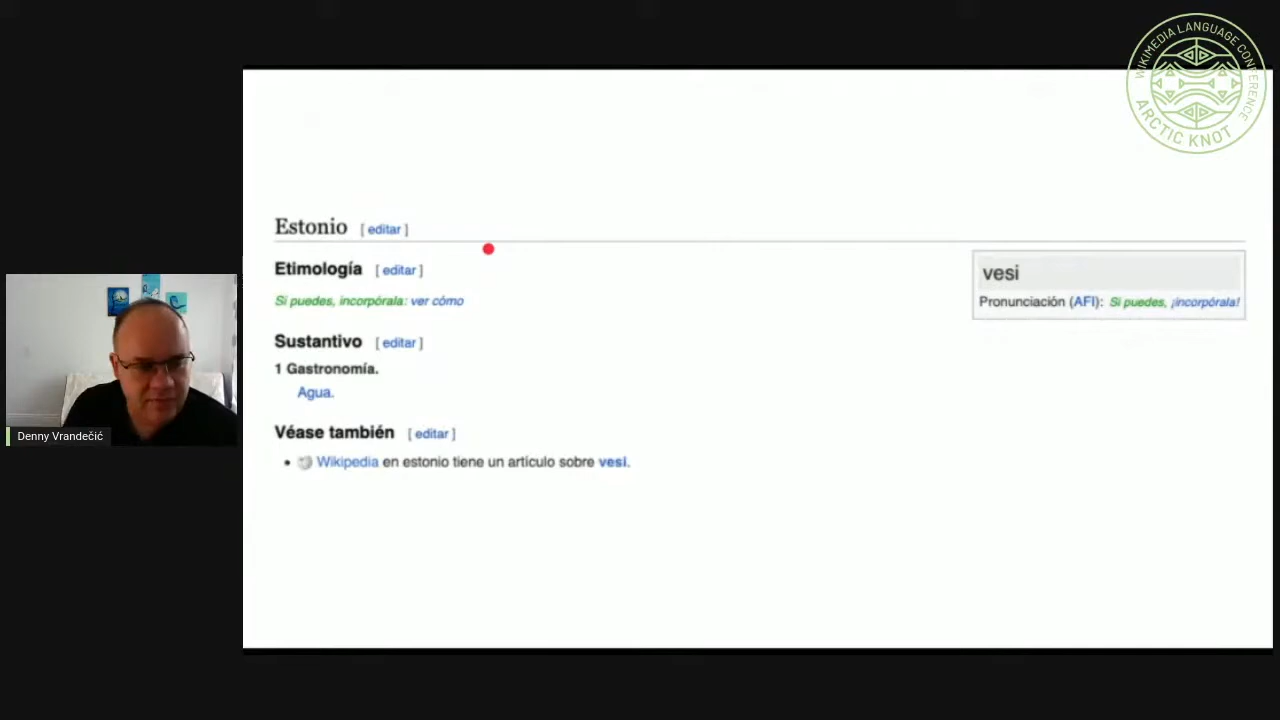 WIKIMEDIA LANGUAGE CONFERENCE
ARCTIC KNOT
Estonio [ editar ]
Etimología [ editar ]
Si puedes, incorpórala: ver cómo
vesi
Pronunciación (AFI): Si puedes, ¡incorpórala!
Sustantivo [ editar ]
1 Gastronomía.
Agua.
Véase también [ editar ]
• Wikipedia en estonio tiene un artículo sobre vesi.
Denny Vrandečić